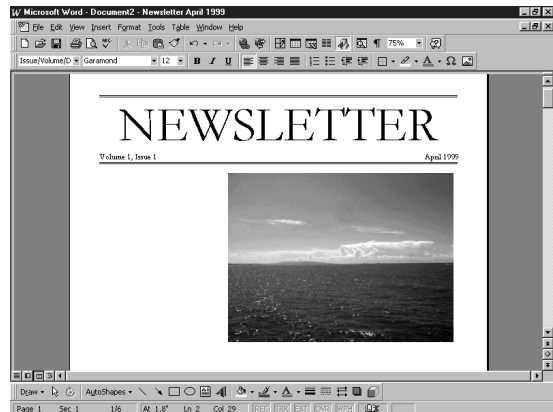 Microsoft Word - Document2 - Newsletter April 1999
File Edit View Insert Format Tools Table Window Help
75%
Issue/Volume/D Garamond 12 B I U
NEWSLETTER
Volume 1, Issue 1 April 1999
Draw AutoShapes
Page 1 Sec 1 1/6 At 1.8" Ln 2 Col 29 REC TRK EXT OVR WPH